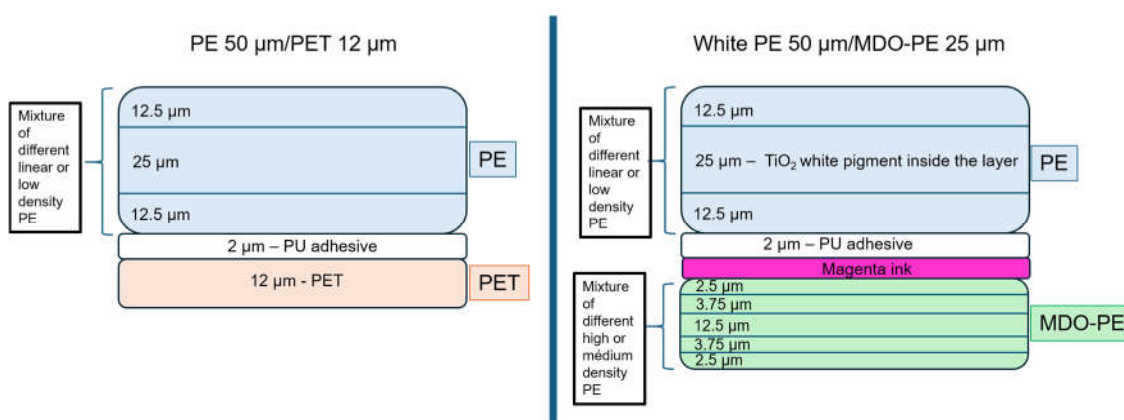 PE 50 µm/PET 12 µm
Mixture
of
different
linear or
low
density
PE
12.5 µm
25 µm
12.5 µm
PE
2 µm – PU adhesive
12 µm - PET
PET
White PE 50 µm/MDO-PE 25 µm
Mixture
of
different
linear or
low
density
PE
12.5 µm
25 µm – TiO₂ white pigment inside the layer
12.5 µm
PE
2 µm – PU adhesive
Magenta ink
Mixture
of
different
high or
médium
density
PE
2.5 µm
3.75 µm
12.5 µm
3.75 µm
2.5 µm
MDO-PE